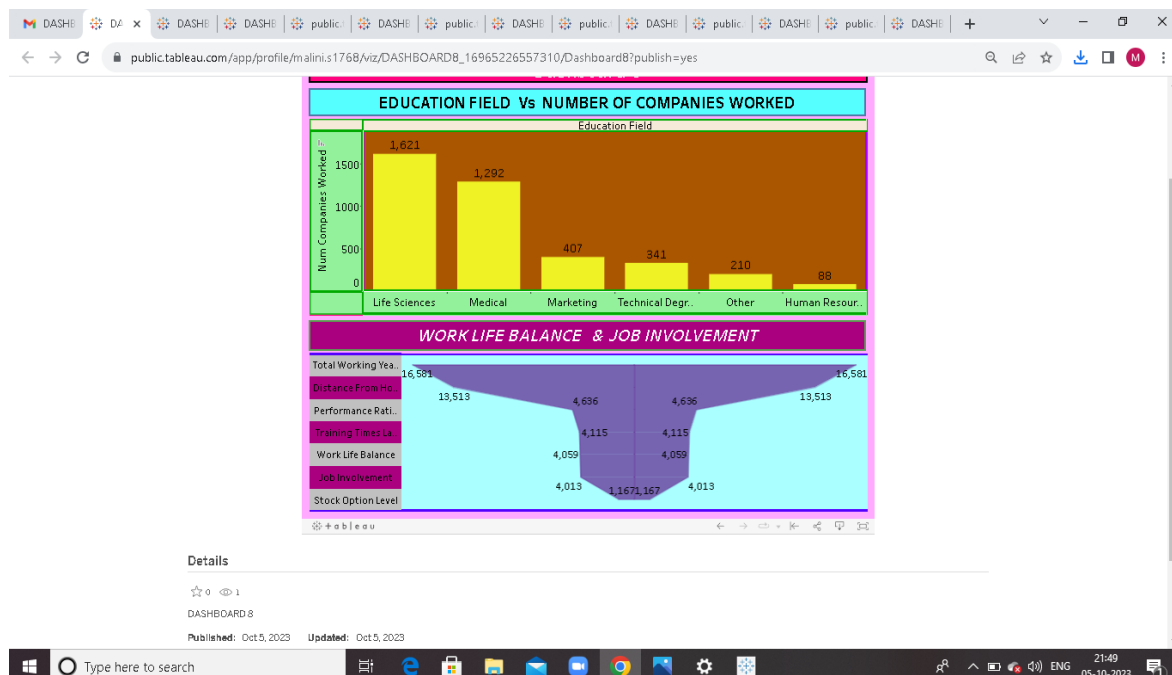 DASHB
DA
DASHB
DASHB
public.
DASHB
public.
DASHB
public.
DASHB
public.
DASHB
public.
DASHB
public.tableau.com/app/profile/malini.s1768/viz/DASHBOARD8_16965226557310/Dashboard8?publish=yes
M
EDUCATION FIELD Vs NUMBER OF COMPANIES WORKED
Education Field
Num Companies Worked
1500
1000
500
0
1,621
1,292
407
341
210
88
Life Sciences
Medical
Marketing
Technical Degr..
Other
Human Resour..
WORK LIFE BALANCE & JOB INVOLVEMENT
Total Working Yea..
16,581
16,581
Distance From Ho..
13,513
13,513
Performance Rati..
4,636
4,636
Training Times La..
4,115
4,115
Work Life Balance
4,059
4,059
Job Involvement
4,013
4,013
Stock Option Level
1,167
1,167
+ableau
Details
0
1
DASHBOARD 8
Published: Oct 5, 2023 Updated: Oct 5, 2023
Type here to search
ENG
21:49
05-10-2023